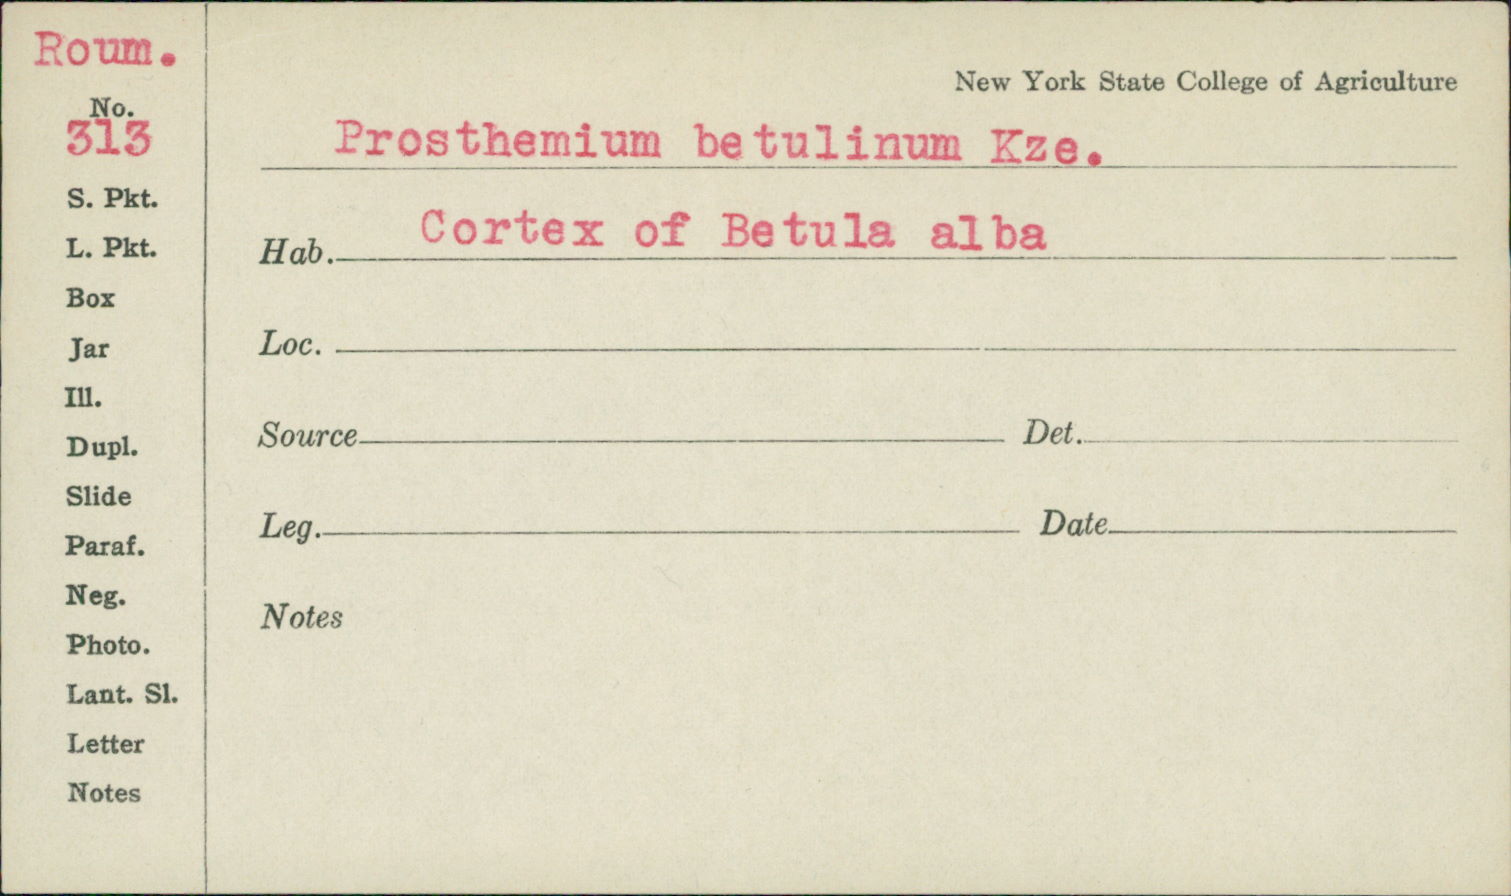 Roum.
No.
313
S. Pkt.
L. Pkt.
Box
Jar
Ill.
Dupl.
Slide
Paraf.
Neg.
Photo.
Lant. Sl.
Letter
Notes
New York State College of Agriculture
Prosthemium betulinum Kze.
Hab. Cortex of Betula alba
Loc.
Source Det.
Leg. Date
Notes